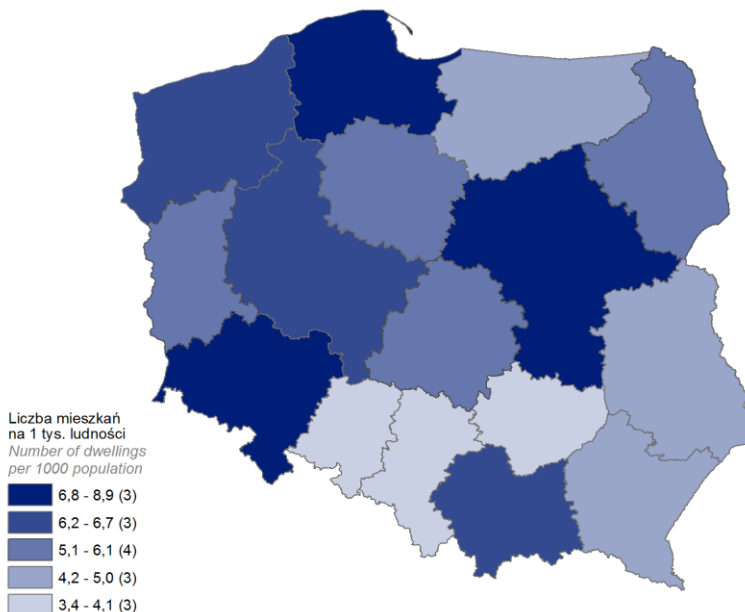 Liczba mieszkań
na 1 tys. ludności
Number of dwellings
per 1000 population
6,8 - 8,9 (3)
6,2 - 6,7 (3)
5,1 - 6,1 (4)
4,2 - 5,0 (3)
3,4 - 4,1 (3)